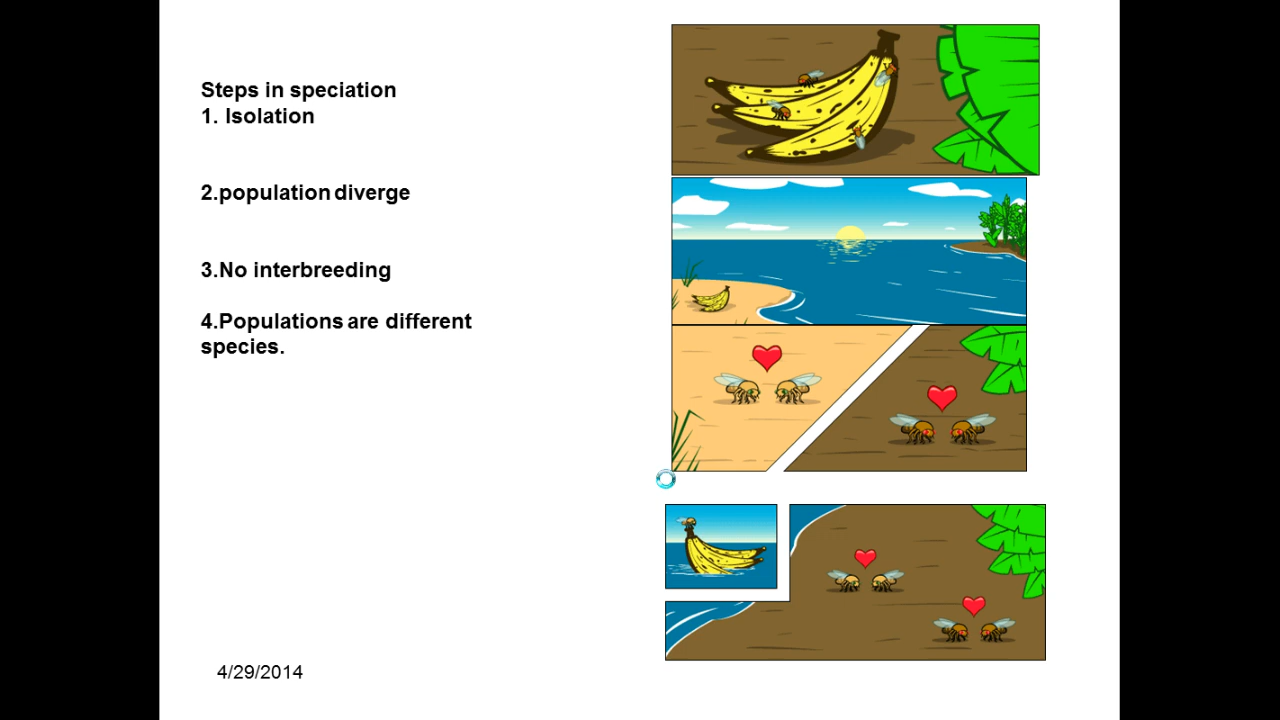 Steps in speciation
1. Isolation
2.population diverge
3.No interbreeding
4.Populations are different
species.
4/29/2014